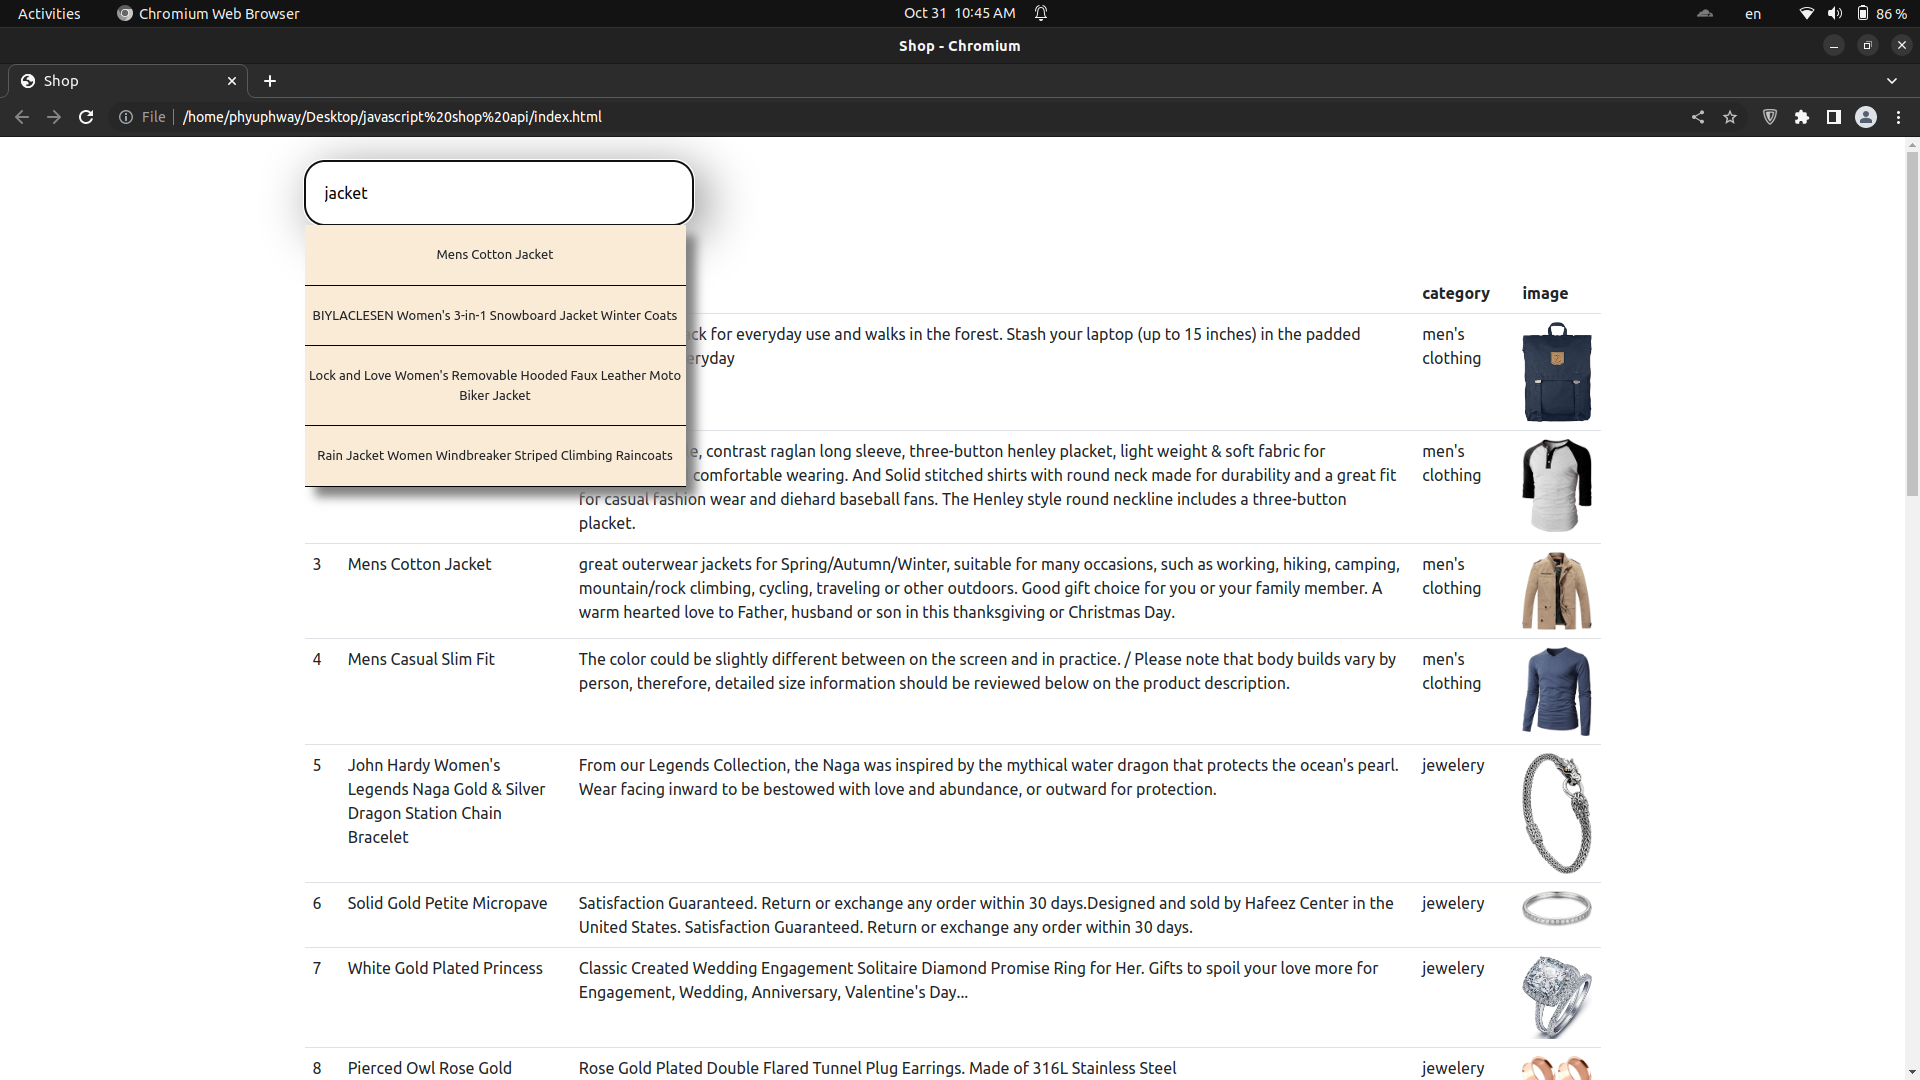 Activities
Chromium Web Browser
Oct 31 10:45 AM
en
86 %
Shop - Chromium
Shop
File
/home/phyuphway/Desktop/javascript%20shop%20api/index.html
jacket
Mens Cotton Jacket
BIYLACLESEN Women's 3-in-1 Snowboard Jacket Winter Coats
Lock and Love Women's Removable Hooded Faux Leather Moto
Biker Jacket
Rain Jacket Women Windbreaker Striped Climbing Raincoats
category image
for everyday use and walks in the forest. Stash your laptop (up to 15 inches) in the padded
men's
clothing
contrast raglan long sleeve, three-button henley placket, light weight & soft fabric for
comfortable wearing. And Solid stitched shirts with round neck made for durability and a great fit
for casual fashion wear and diehard baseball fans. The Henley style round neckline includes a three-button
placket.
men's
clothing
3
Mens Cotton Jacket
great outerwear jackets for Spring/Autumn/Winter, suitable for many occasions, such as working, hiking, camping,
mountain/rock climbing, cycling, traveling or other outdoors. Good gift choice for you or your family member. A
warm hearted love to Father, husband or son in this thanksgiving or Christmas Day.
men's
clothing
4
Mens Casual Slim Fit
The color could be slightly different between on the screen and in practice. / Please note that body builds vary by
person, therefore, detailed size information should be reviewed below on the product description.
men's
clothing
5
John Hardy Women's
Legends Naga Gold & Silver
Dragon Station Chain
Bracelet
From our Legends Collection, the Naga was inspired by the mythical water dragon that protects the ocean's pearl.
Wear facing inward to be bestowed with love and abundance, or outward for protection.
jewelery
6
Solid Gold Petite Micropave
Satisfaction Guaranteed. Return or exchange any order within 30 days.Designed and sold by Hafeez Center in the
United States. Satisfaction Guaranteed. Return or exchange any order within 30 days.
jewelery
7
White Gold Plated Princess
Classic Created Wedding Engagement Solitaire Diamond Promise Ring for Her. Gifts to spoil your love more for
Engagement, Wedding, Anniversary, Valentine's Day...
jewelery
8
Pierced Owl Rose Gold
Rose Gold Plated Double Flared Tunnel Plug Earrings. Made of 316L Stainless Steel
jewelery